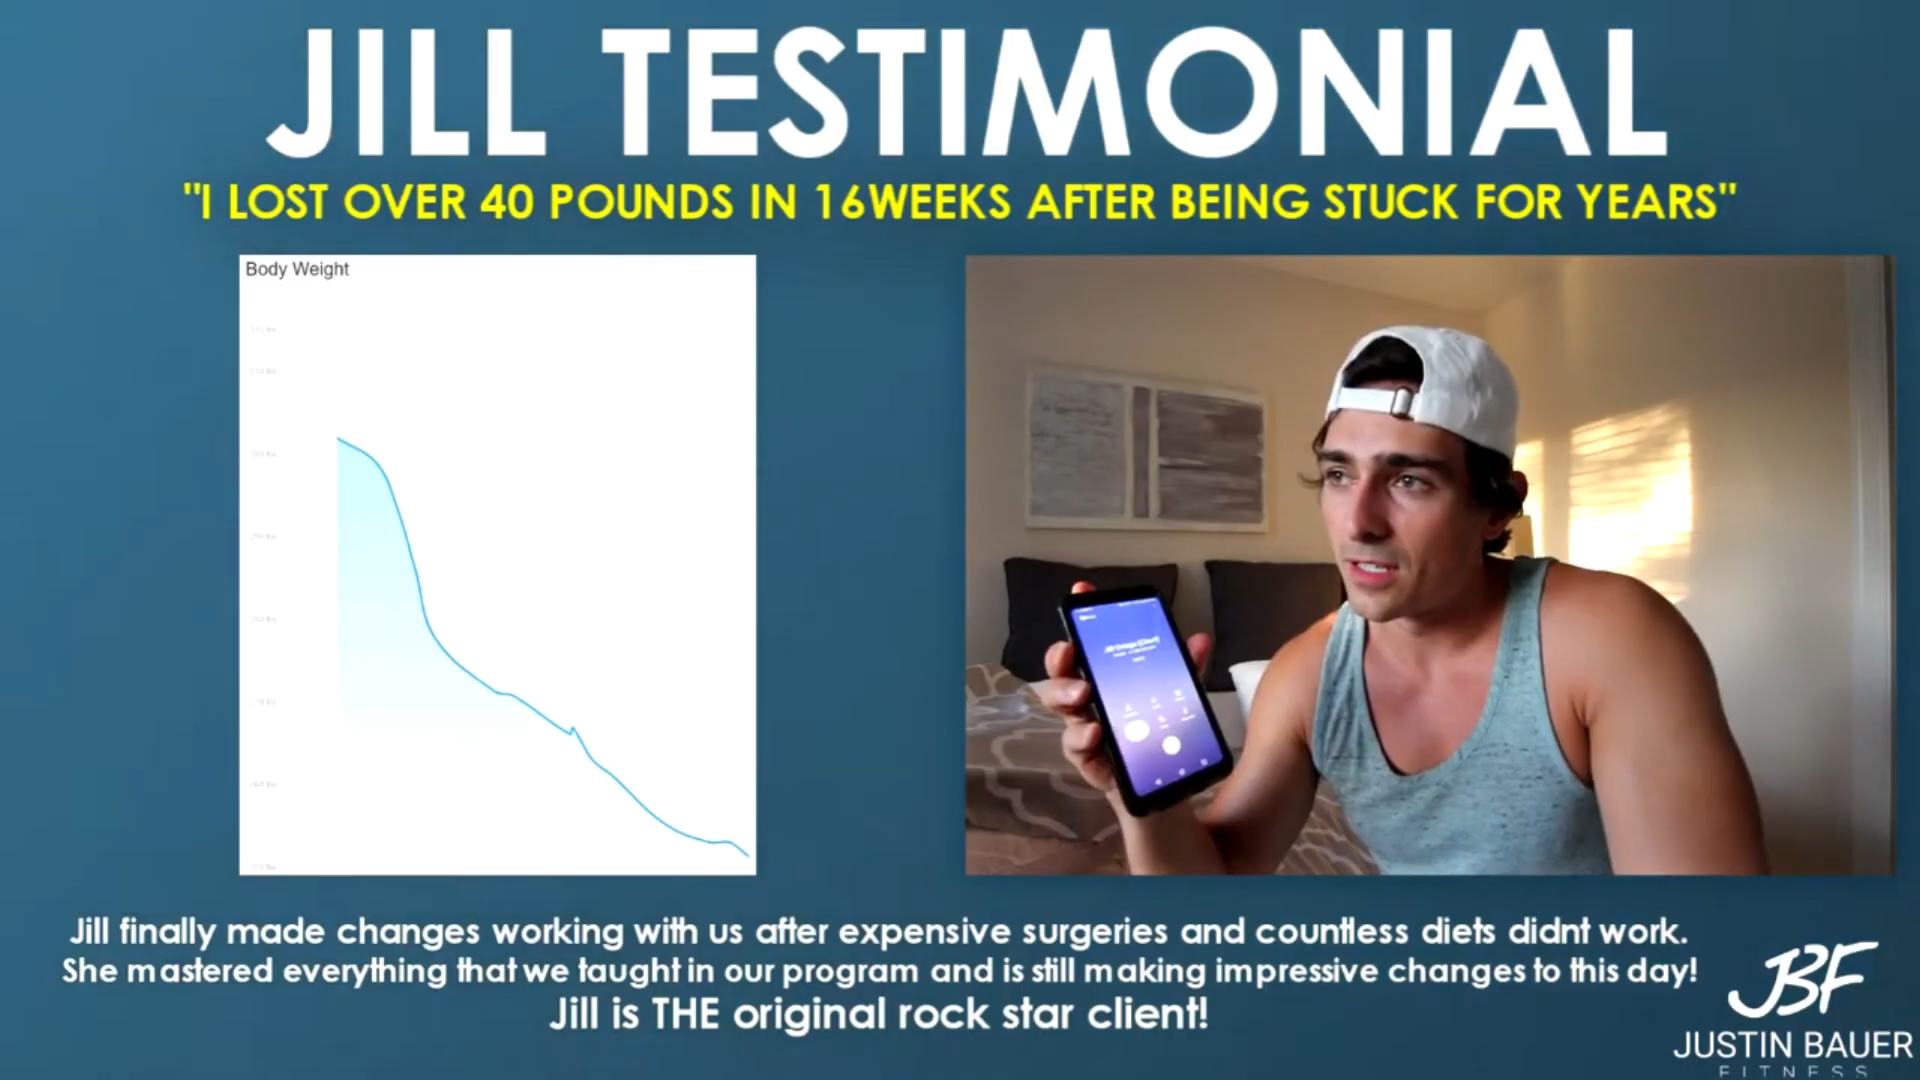 JILL TESTIMONIAL
"I LOST OVER 40 POUNDS IN 16WEEKS AFTER BEING STUCK FOR YEARS"
Body Weight
Jill finally made changes working with us after expensive surgeries and countless diets didnt work.
She mastered everything that we taught in our program and is still making impressive changes to this day!
Jill is THE original rock star client!
JBF
JUSTIN BAUER
FITNESS